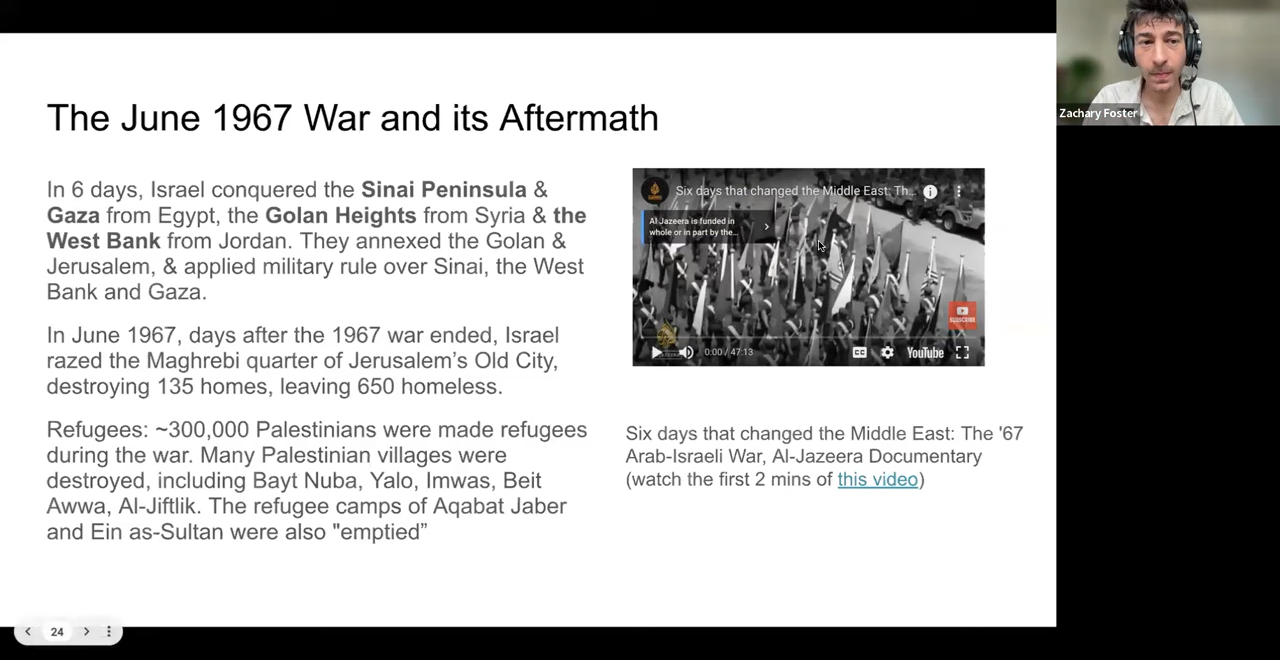 The June 1967 War and its Aftermath
In 6 days, Israel conquered the Sinai Peninsula &
Gaza from Egypt, the Golan Heights from Syria & the
West Bank from Jordan. They annexed the Golan &
Jerusalem, & applied military rule over Sinai, the West
Bank and Gaza.
In June 1967, days after the 1967 war ended, Israel
razed the Maghrebi quarter of Jerusalem’s Old City,
destroying 135 homes, leaving 650 homeless.
Refugees: ~300,000 Palestinians were made refugees
during the war. Many Palestinian villages were
destroyed, including Bayt Nuba, Yalo, Imwas, Beit
Awwa, Al-Jiftlik. The refugee camps of Aqabat Jaber
and Ein as-Sultan were also "emptied”
Six days that changed the Middle East: Th...
Al Jazeera is funded in
whole or in part by the...
SUBSCRIBE
0:00 / 47:13
CC
YouTube
Six days that changed the Middle East: The '67
Arab-Israeli War, Al-Jazeera Documentary
(watch the first 2 mins of this video)
Zachary Foster
24